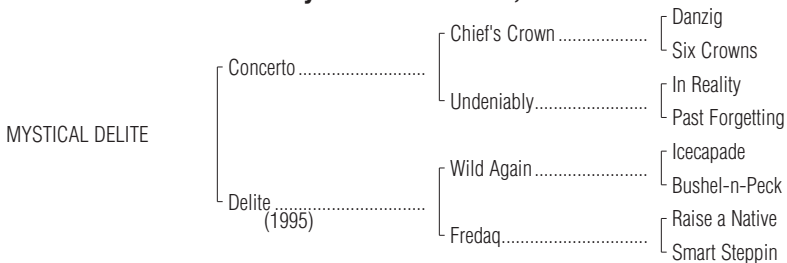 Danzig
Chief's Crown
Six Crowns
Concerto
In Reality
Undeniably
Past Forgetting
MYSTICAL DELITE
Icecapade
Wild Again
Bushel-n-Peck
Delite
(1995)
Raise a Native
Fredaq
Smart Steppin